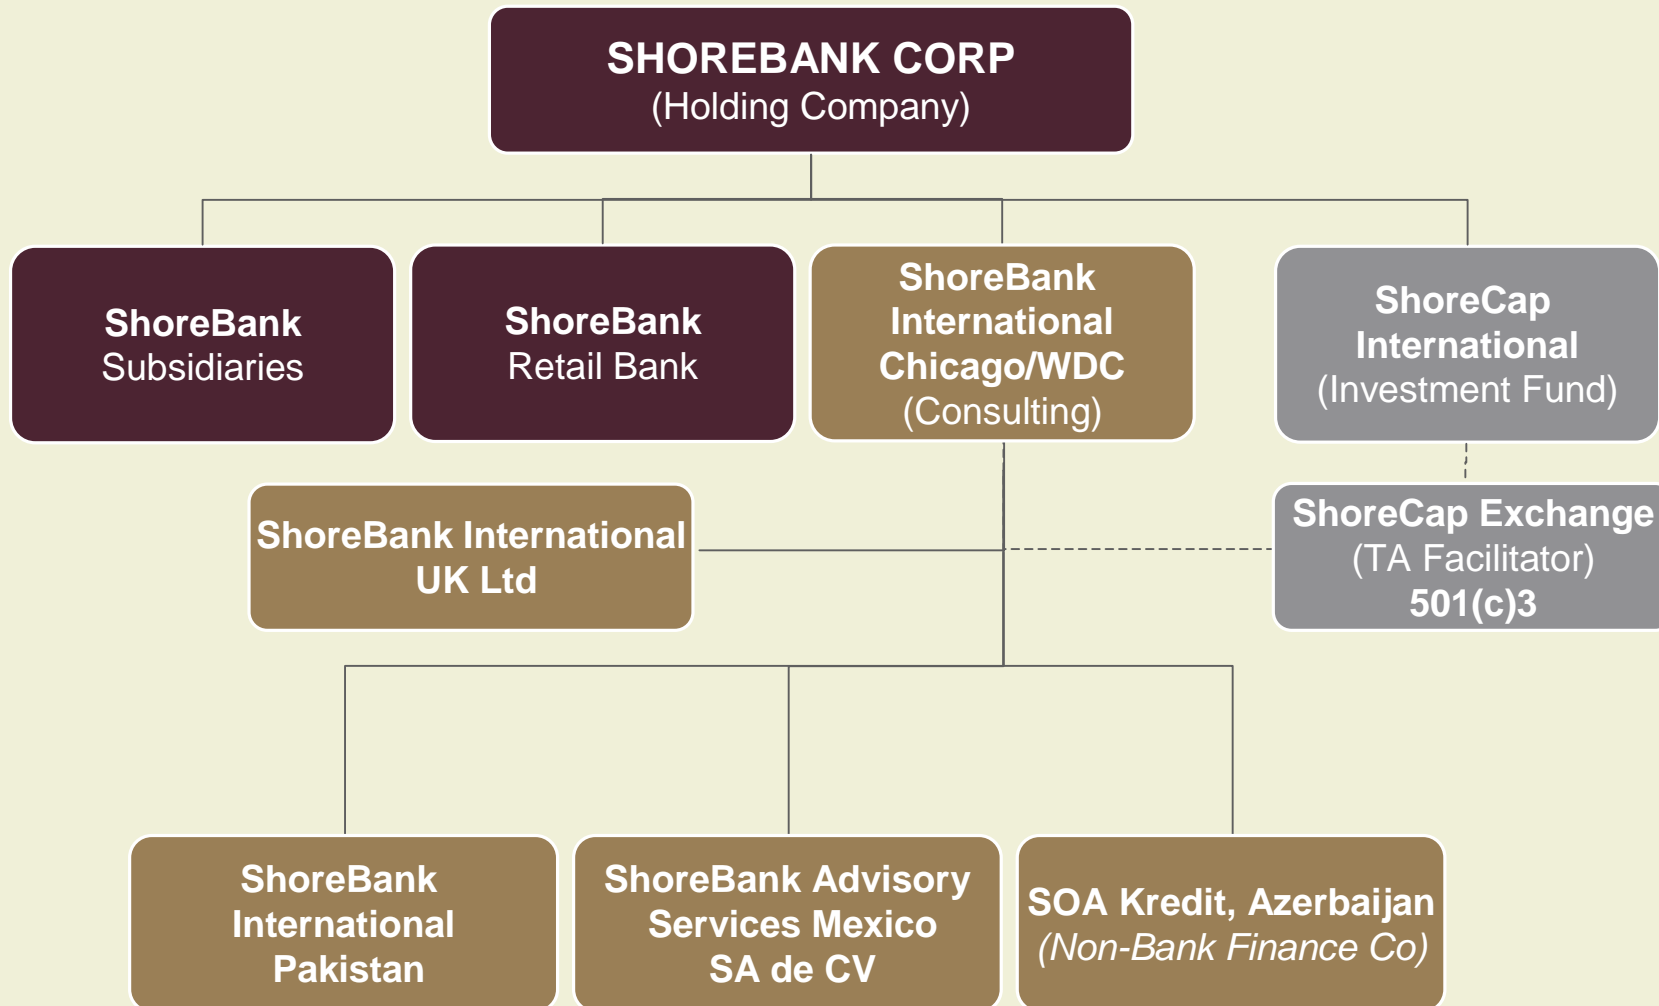 SHOREBANK CORP
(Holding Company)
ShoreBank
Subsidiaries
ShoreBank
Retail Bank
ShoreBank
International
Chicago/WDC
(Consulting)
ShoreCap
International
(Investment Fund)
ShoreBank International
UK Ltd
ShoreCap Exchange
(TA Facilitator)
501(c)3
ShoreBank
International
Pakistan
ShoreBank Advisory
Services Mexico
SA de CV
SOA Kredit, Azerbaijan
(Non-Bank Finance Co)